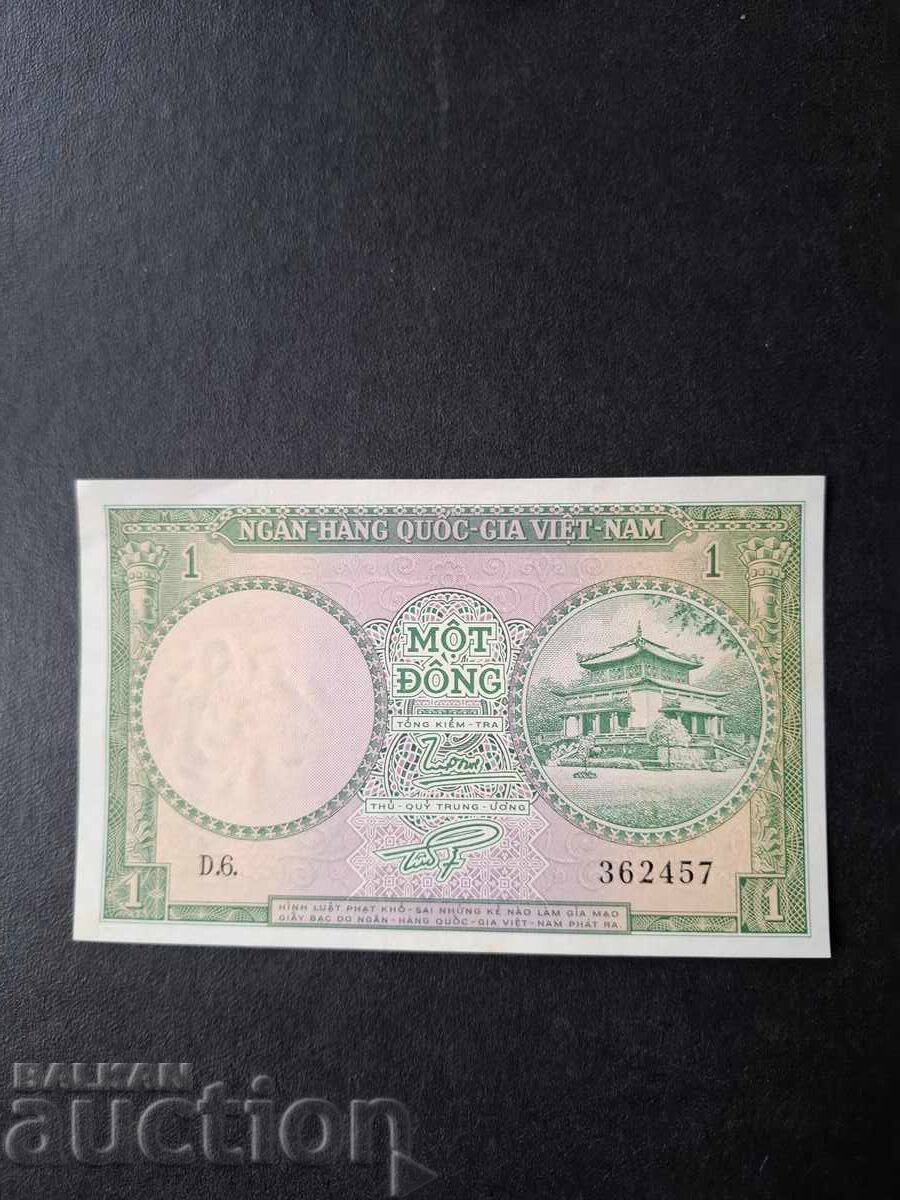 NGÂN-HÀNG QUỐC-GIA VIỆT-NAM
1 1
MỘT
ĐỒNG
TỔNG KIỂM-TRA
THỦ-QUỸ TRUNG-ƯƠNG
D.6. 362457
1 1
HÌNH LUẬT PHẠT KHỔ-SAI NHỮNG KẺ NÀO LÀM GIẢ MẠO
GIẤY BẠC DO NGÂN-HÀNG QUỐC-GIA VIỆT-NAM PHÁT RA.
BALKAN
auction